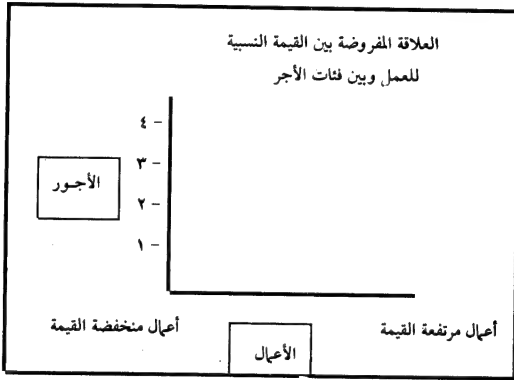 العلاقة المفروضة بين القيمة النسبية
للعمل وبين فئات الأجر
٤ –
٣ –
الأجـور
٢ –
١ –
أعمال مرتفعة القيمة
أعمال منخفضة القيمة
الأعمال